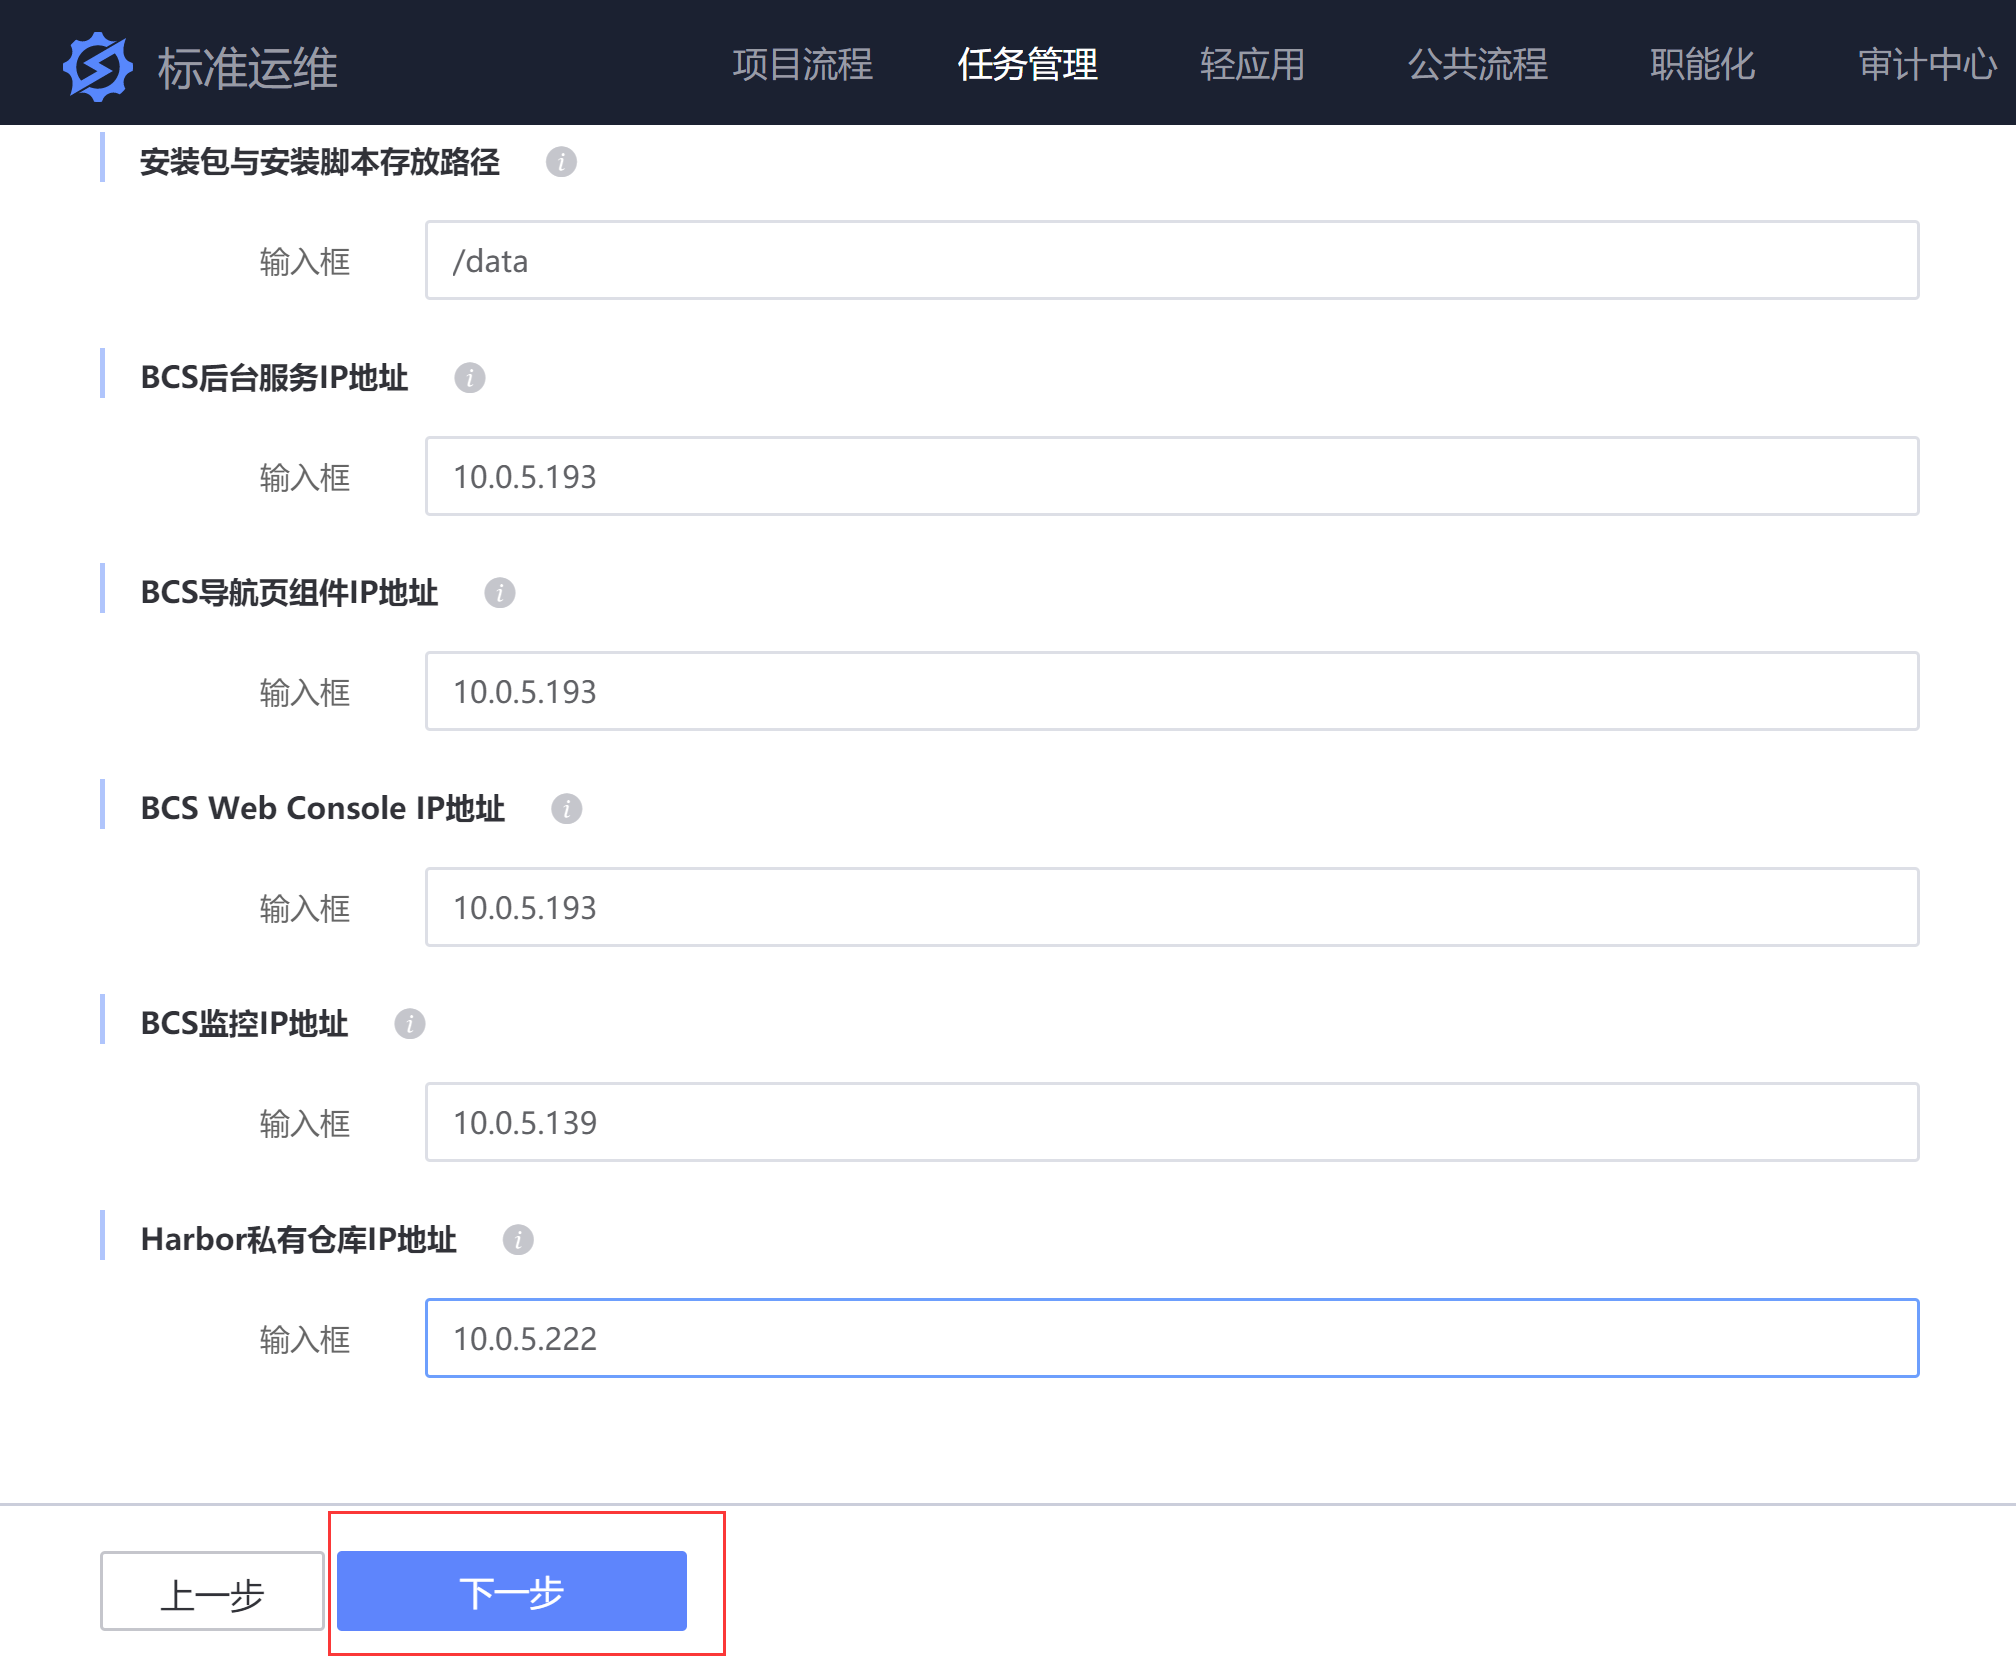 标准运维 项目流程 任务管理 轻应用 公共流程 职能化 审计中心
安装包与安装脚本存放路径 i
输入框 /data
BCS后台服务IP地址 i
输入框 10.0.5.193
BCS导航页组件IP地址 i
输入框 10.0.5.193
BCS Web Console IP地址 i
输入框 10.0.5.193
BCS监控IP地址 i
输入框 10.0.5.139
Harbor私有仓库IP地址 i
输入框 10.0.5.222
上一步 下一步